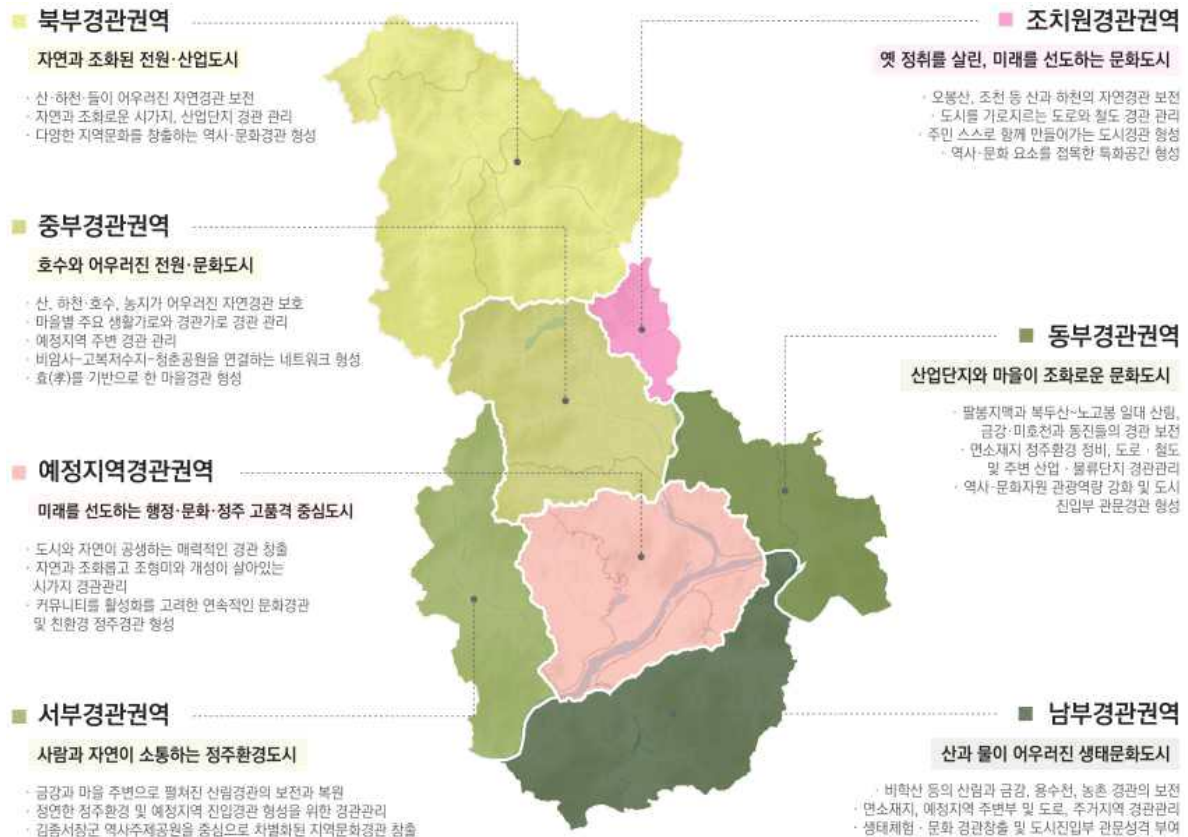 북부경관권역
자연과 조화된 전원·산업도시
· 산·하천·들이 어우러진 자연경관 보전
· 자연과 조화로운 시가지, 산업단지 경관 관리
· 다양한 지역문화를 창출하는 역사·문화경관 형성
중부경관권역
호수와 어우러진 전원·문화도시
· 산, 하천·호수, 농지가 어우러진 자연경관 보호
· 마을별 주요 생활가로와 경관가로 경관 관리
· 예정지역 주변 경관 관리
· 비암사-고복저수지-청춘공원을 연결하는 네트워크 형성
· 효(孝)를 기반으로 한 마을경관 형성
예정지역경관권역
미래를 선도하는 행정·문화·정주 고품격 중심도시
· 도시와 자연이 공생하는 매력적인 경관 창출
· 자연과 조화롭고 조형미와 개성이 살아있는
시가지 경관관리
· 커뮤니티를 활성화를 고려한 연속적인 문화경관
및 친환경 정주경관 형성
서부경관권역
사람과 자연이 소통하는 정주환경도시
· 금강과 마을 주변으로 펼쳐진 산림경관의 보전과 복원
· 정연한 정주환경 및 예정지역 진입경관 형성을 위한 경관관리
· 김종서장군 역사주제공원을 중심으로 차별화된 지역문화경관 창출
조치원경관권역
옛 정취를 살린, 미래를 선도하는 문화도시
· 오봉산, 조천 등 산과 하천의 자연경관 보전
· 도시를 가로지르는 도로와 철도 경관 관리
· 주민 스스로 함께 만들어가는 도시경관 형성
· 역사·문화 요소를 접목한 특화공간 형성
동부경관권역
산업단지와 마을이 조화로운 문화도시
· 팔봉지맥과 복두산~노고봉 일대 산림,
금강·미호천과 동진들의 경관 보전
· 면소재지 정주환경 정비, 도로 · 철도
및 주변 산업 · 물류단지 경관관리
· 역사·문화자원 관광역량 강화 및 도시
진입부 관문경관 형성
남부경관권역
산과 물이 어우러진 생태문화도시
· 비학산 등의 산림과 금강, 용수천, 농촌 경관의 보전
· 면소재지, 예정지역 주변부 및 도로, 주거지역 경관관리
· 생태체험 · 문화 경관창출 및 도시진입부 관문성격 부여